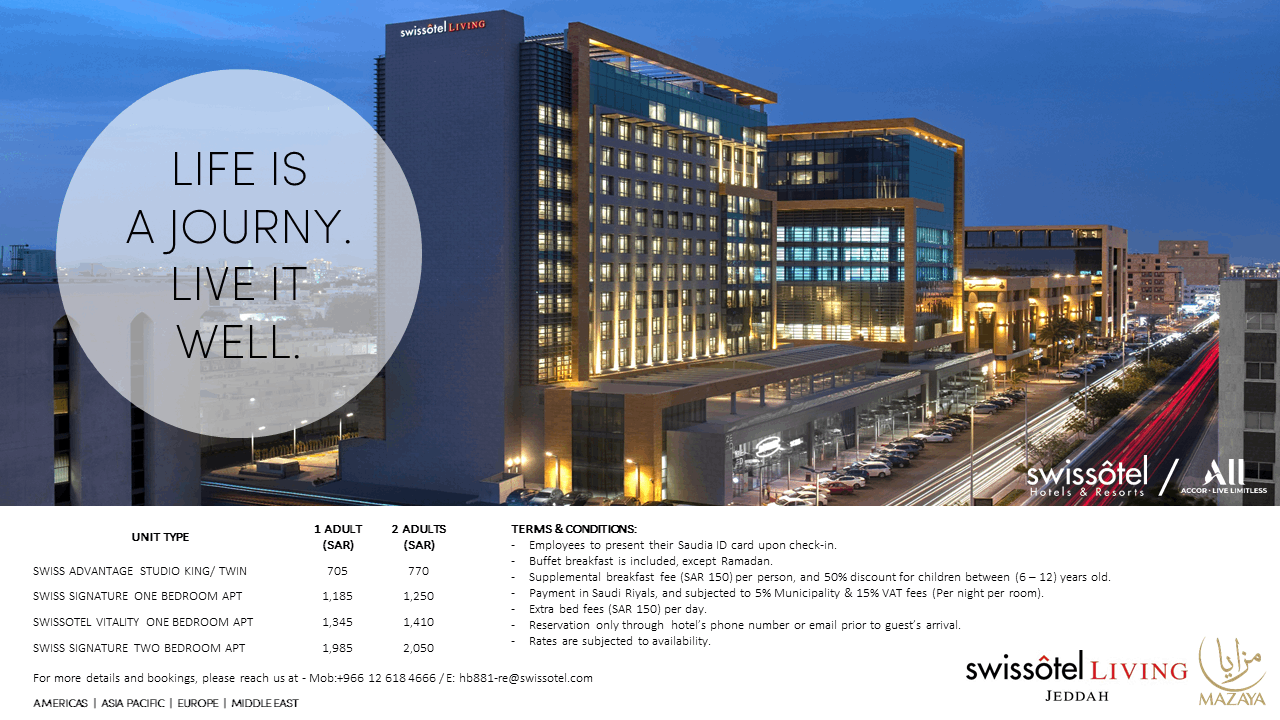 swissôtel LIVING
LIFE IS
A JOURNY.
LIVE IT
WELL.
swissôtel / All
Hotels & Resorts ACCOR • LIVE LIMITLESS
UNIT TYPE 1 ADULT (SAR) 2 ADULTS (SAR)
SWISS ADVANTAGE STUDIO KING/ TWIN 705 770
SWISS SIGNATURE ONE BEDROOM APT 1,185 1,250
SWISSOTEL VITALITY ONE BEDROOM APT 1,345 1,410
SWISS SIGNATURE TWO BEDROOM APT 1,985 2,050
TERMS & CONDITIONS:
- Employees to present their Saudia ID card upon check-in.
- Buffet breakfast is included, except Ramadan.
- Supplemental breakfast fee (SAR 150) per person, and 50% discount for children between (6 – 12) years old.
- Payment in Saudi Riyals, and subjected to 5% Municipality & 15% VAT fees (Per night per room).
- Extra bed fees (SAR 150) per day.
- Reservation only through hotel's phone number or email prior to guest's arrival.
- Rates are subjected to availability.
For more details and bookings, please reach us at - Mob:+966 12 618 4666 / E: hb881-re@swissotel.com
AMERICAS | ASIA PACIFIC | EUROPE | MIDDLE EAST
swissôtel LIVING
JEDDAH
مزايا
MAZAYA